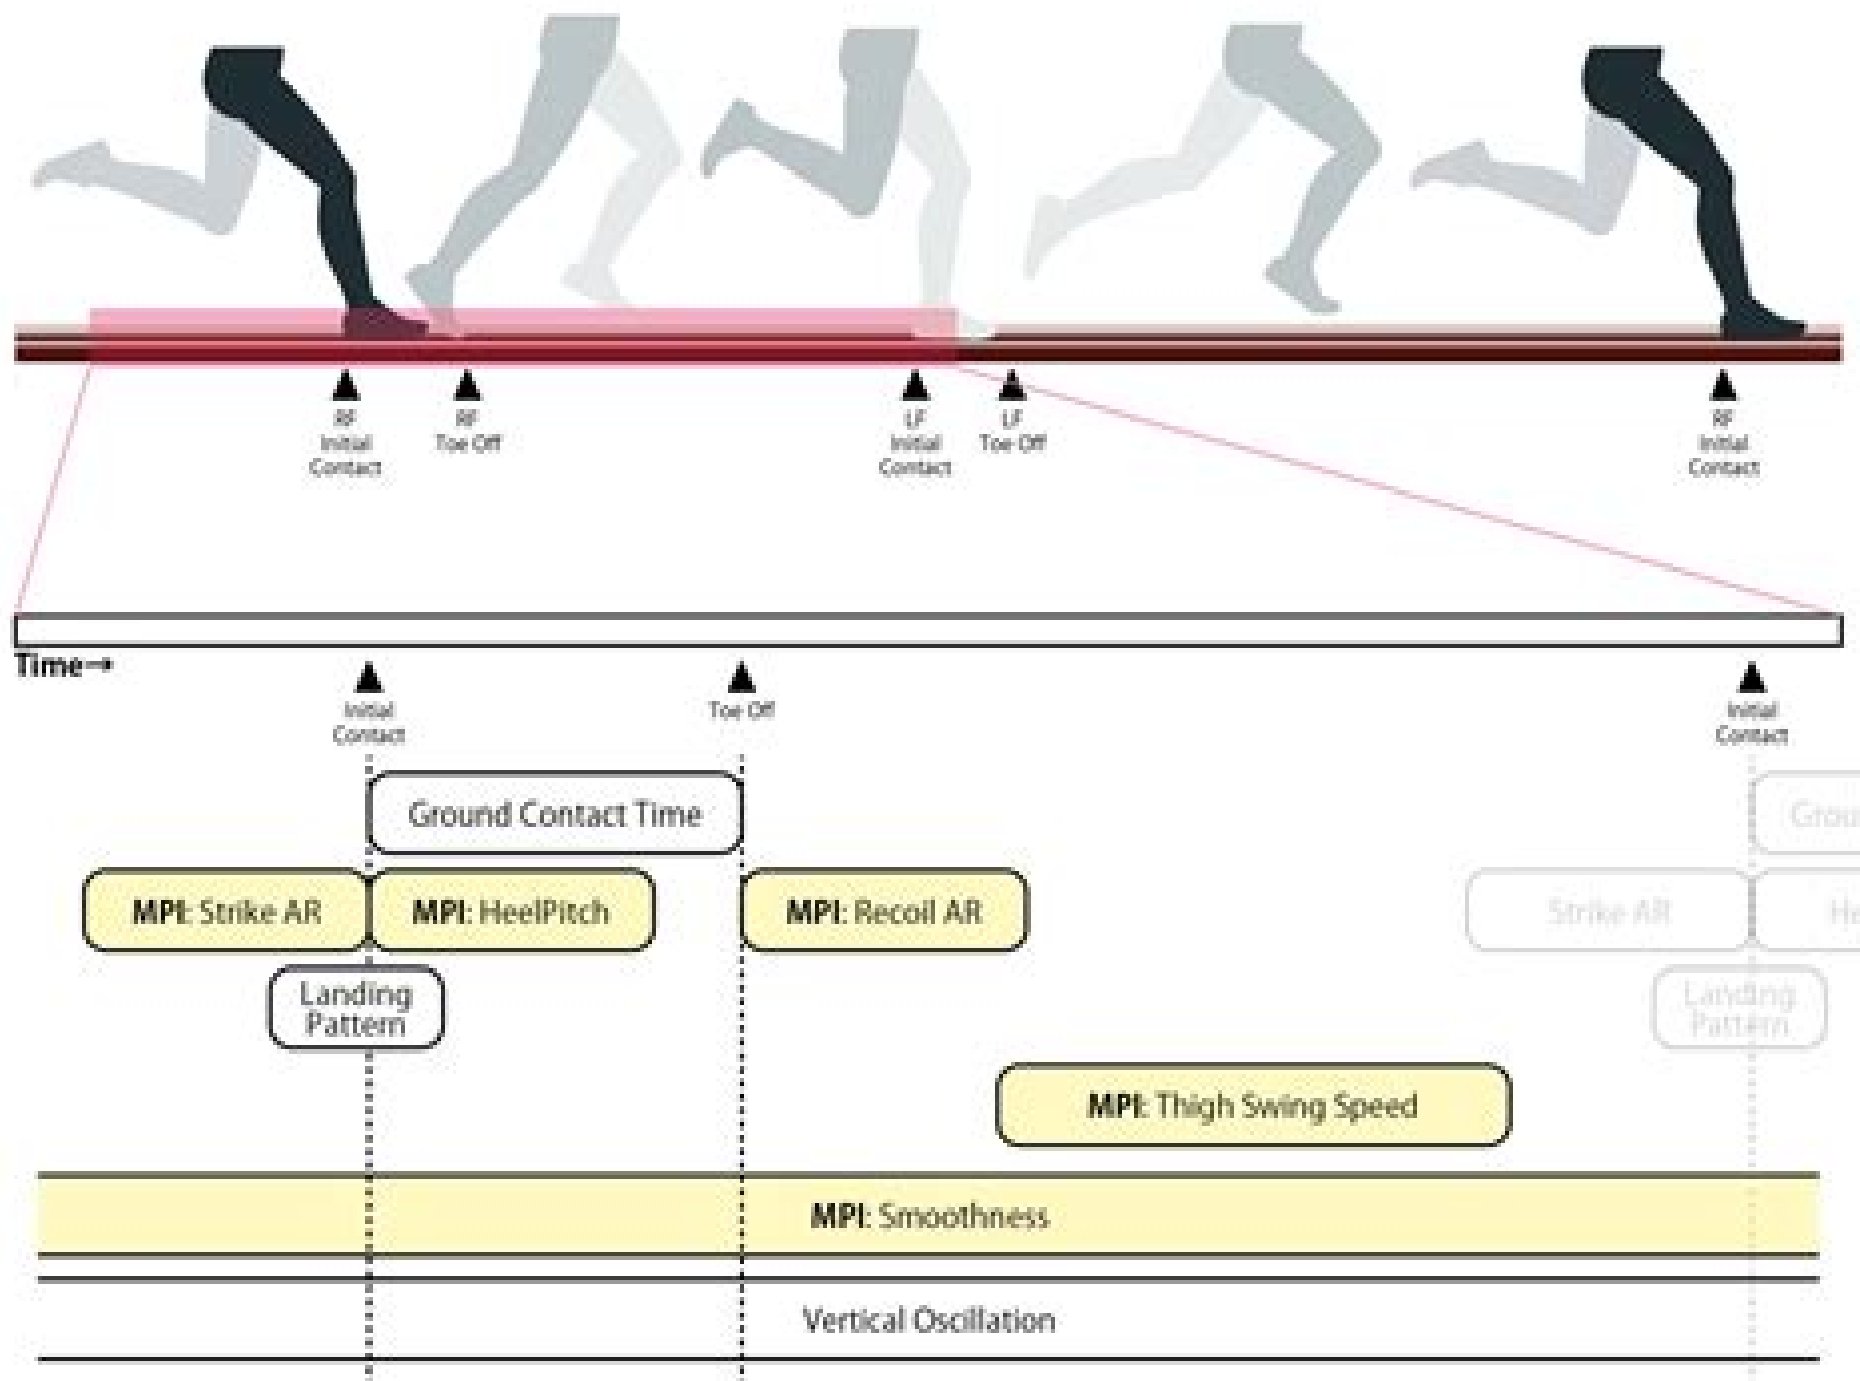 RF
Initial
Contact
RF
Toe Off
LF
Initial
Contact
LF
Toe Off
RF
Initial
Contact
Time→
Initial
Contact
Toe Off
Initial
Contact
Ground Contact Time
Grou
MPI: Strike AR
MPI: HeelPitch
MPI: Recoil AR
Strike AR
He
Landing
Pattern
Landing
Pattern
MPI: Thigh Swing Speed
MPI: Smoothness
Vertical Oscillation